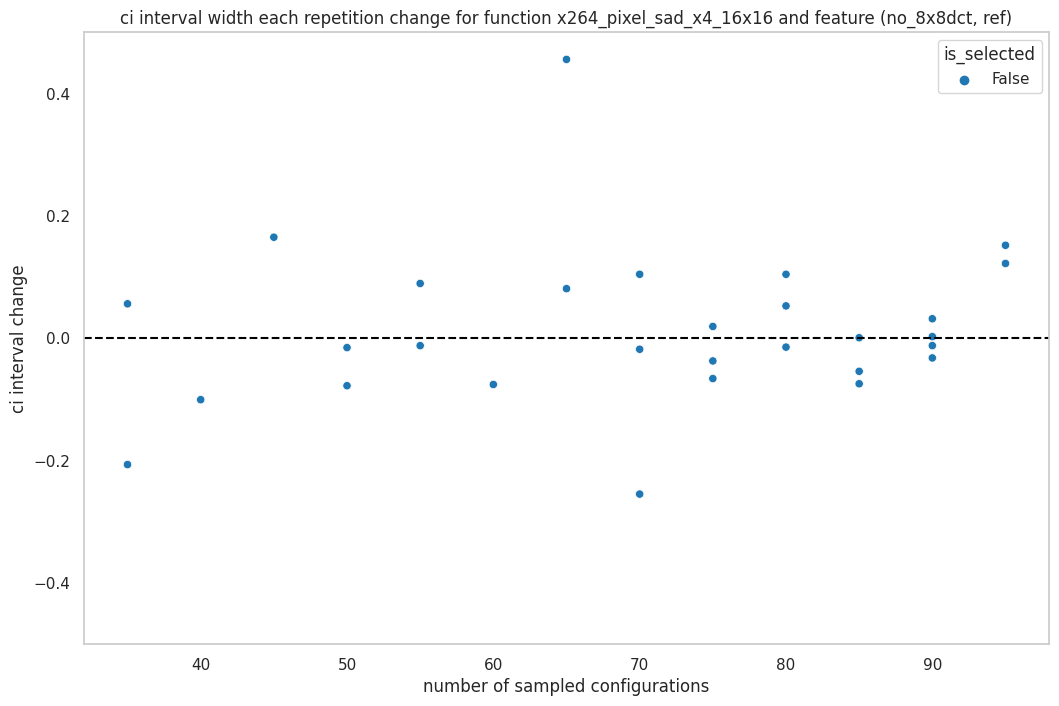 ci interval width each repetition change for function x264_pixel_sad_x4_16x16 and feature (no_8x8dct, ref)
is_selected
False
ci interval change
0.4
0.2
0.0
−0.2
−0.4
40
50
60
70
80
90
number of sampled configurations